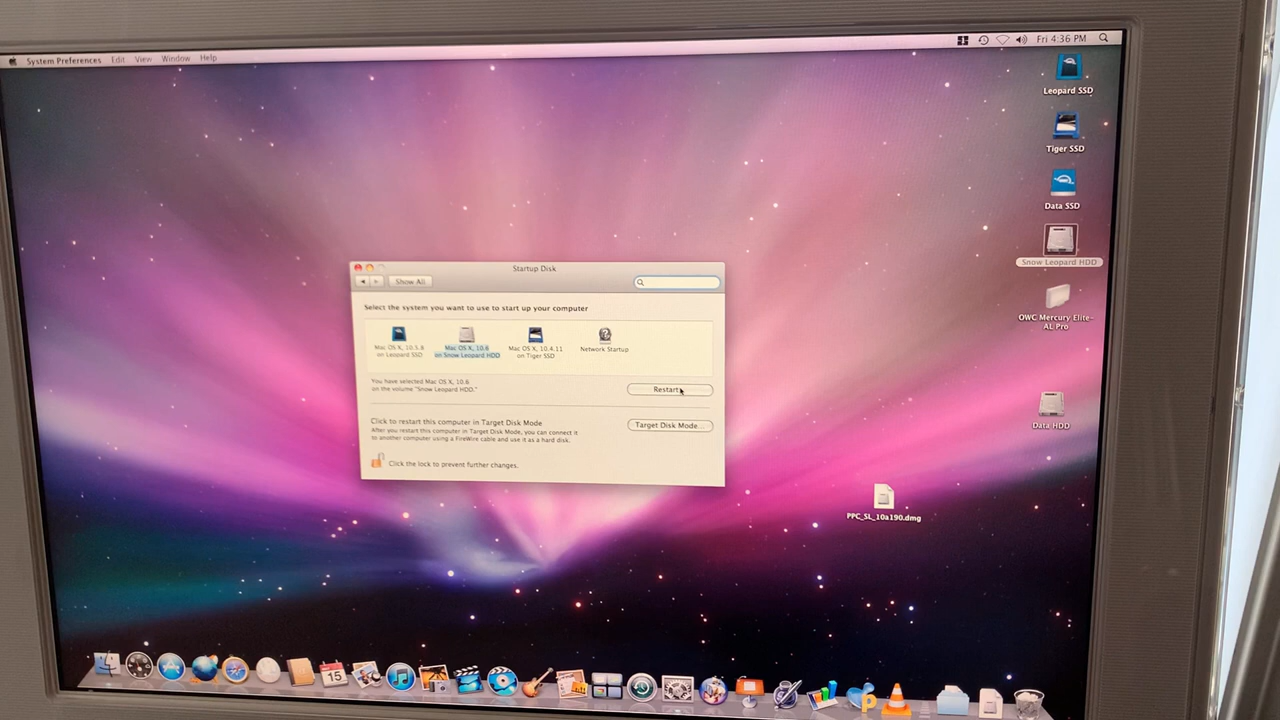 System Preferences Edit View Window Help
Fri 4:36 PM
Leopard SSD
Tiger SSD
Data SSD
Snow Leopard HDD
OWC Mercury Elite-
AL Pro
Data HDD
PPC_SL_10a190.dmg
Startup Disk
Show All
Select the system you want to use to start up your computer
Mac OS X, 10.5.8
on Leopard SSD
Mac OS X, 10.6
on Snow Leopard HDD
Mac OS X, 10.4.11
on Tiger SSD
Network Startup
You have selected Mac OS X, 10.6
on the volume "Snow Leopard HDD."
Restart
Click to restart this computer in Target Disk Mode
After you restart this computer in Target Disk Mode, you can connect it
to another computer using a FireWire cable and use it as a hard disk.
Target Disk Mode...
Click the lock to prevent further changes.
15